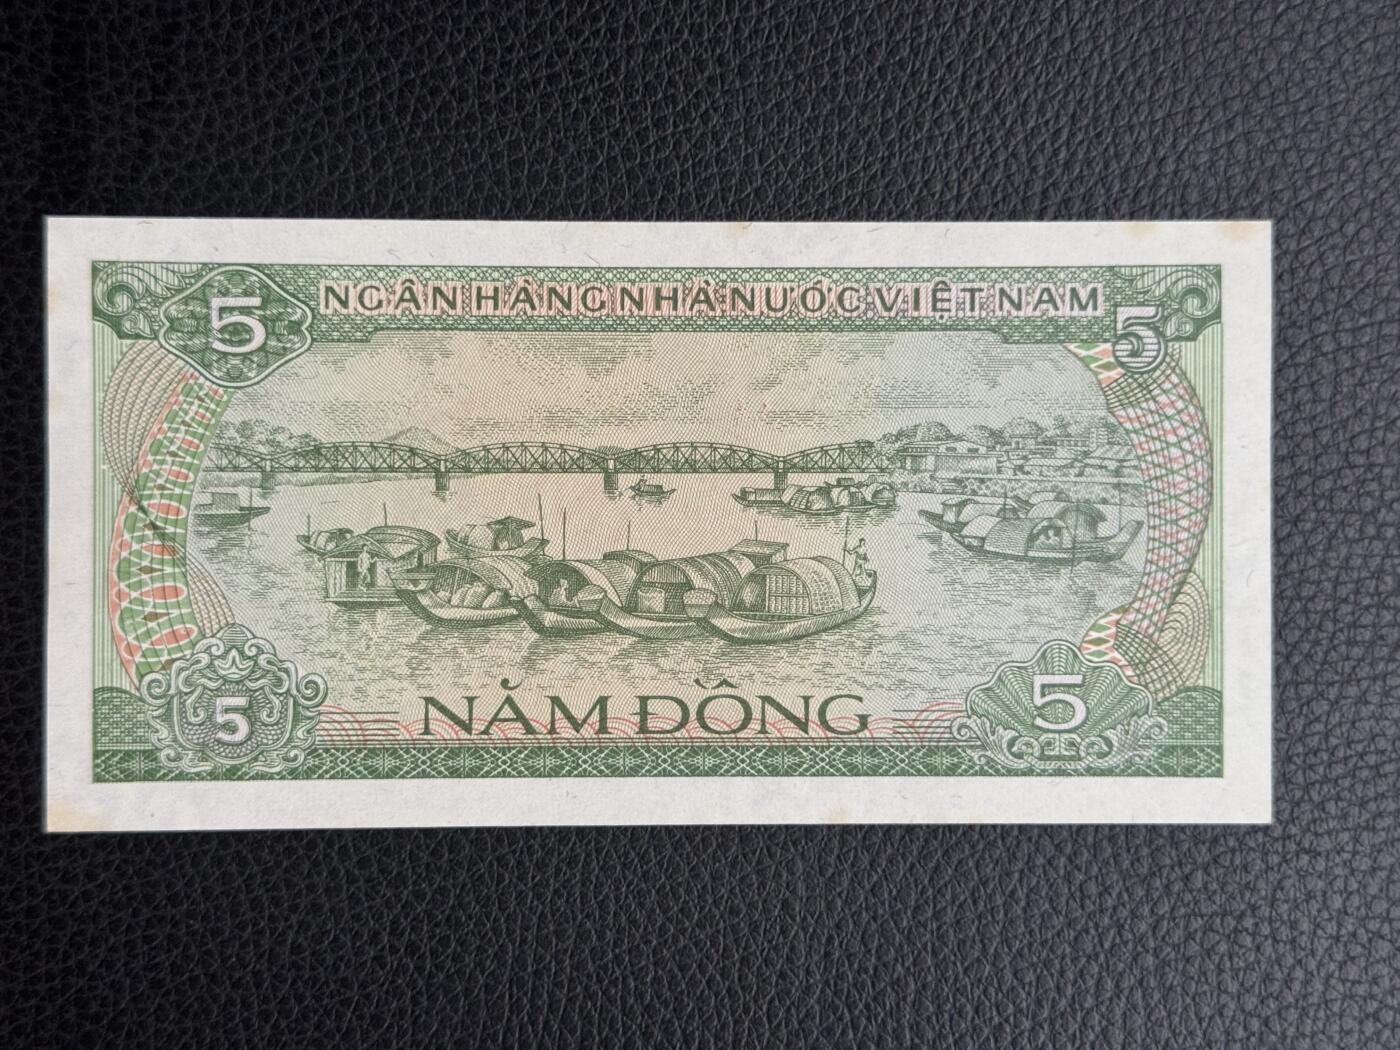 5 NGÂN HÀNG NHÀ NƯỚC VIỆT NAM 5
5 NĂM ĐỒNG 5